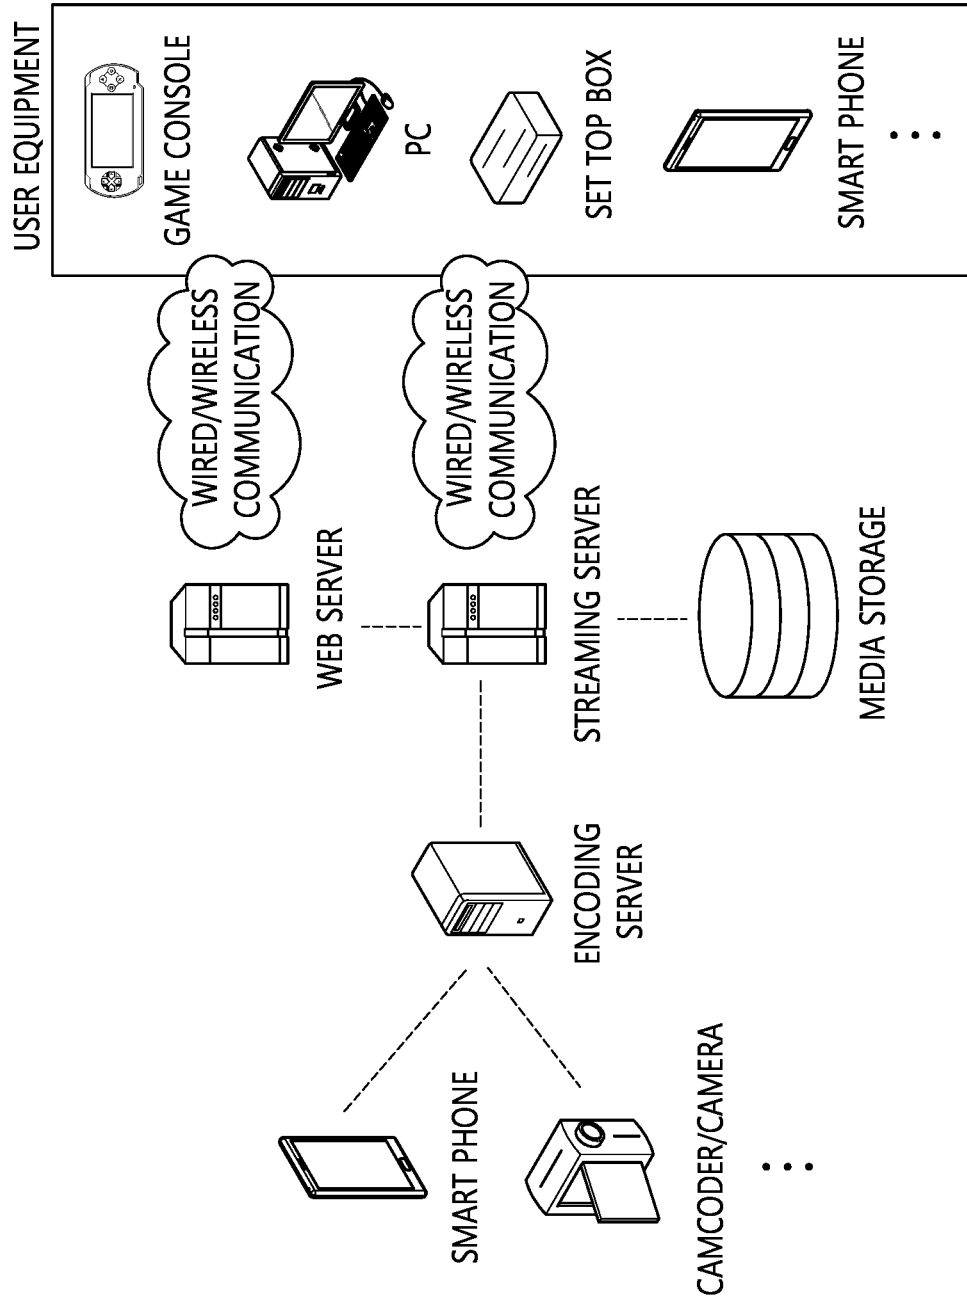 USER EQUIPMENT
GAME CONSOLE
PC
SET TOP BOX
SMART PHONE
WIRED/WIRELESS
COMMUNICATION
WIRED/WIRELESS
COMMUNICATION
WEB SERVER
STREAMING SERVER
MEDIA STORAGE
ENCODING
SERVER
SMART PHONE
CAMCODER/CAMERA